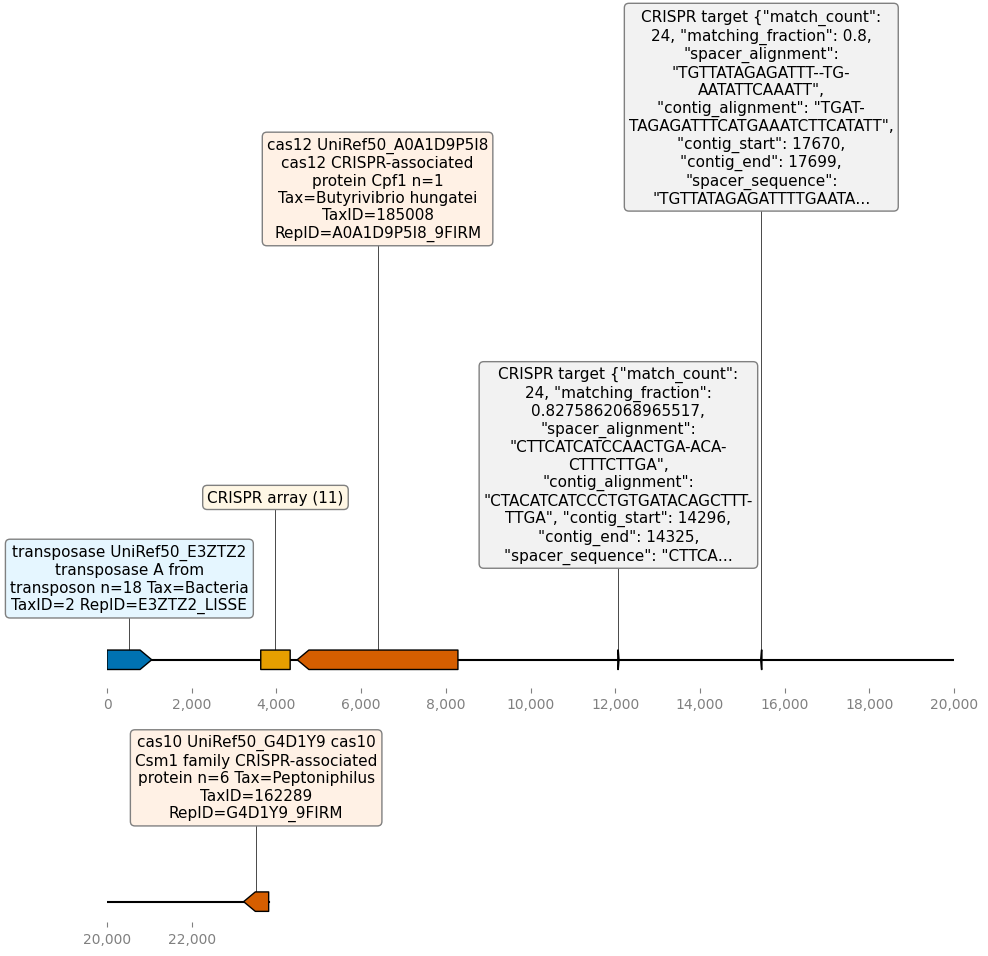 CRISPR target {"match_count":
24, "matching_fraction": 0.8,
"spacer_alignment":
"TGTTATAGAGATTT--TG-
AATATTCAAATT",
"contig_alignment": "TGAT-
TAGAGATTTCATGAAATCTTCATATT",
"contig_start": 17670,
"contig_end": 17699,
"spacer_sequence":
"TGTTATAGAGATTTTGAATA...
cas12 UniRef50_A0A1D9P5I8
cas12 CRISPR-associated
protein Cpf1 n=1
Tax=Butyrivibrio hungatei
TaxID=185008
RepID=A0A1D9P5I8_9FIRM
CRISPR target {"match_count":
24, "matching_fraction":
0.8275862068965517,
"spacer_alignment":
"CTTCATCATCCAACTGA-ACA-
CTTTCTTGA",
"contig_alignment":
"CTACATCATCCCTGTGATACAGCTTT-
TTGA", "contig_start": 14296,
"contig_end": 14325,
"spacer_sequence": "CTTCA...
CRISPR array (11)
transposase UniRef50_E3ZTZ2
transposase A from
transposon n=18 Tax=Bacteria
TaxID=2 RepID=E3ZTZ2_LISSE
0 2,000 4,000 6,000 8,000 10,000 12,000 14,000 16,000 18,000 20,000
cas10 UniRef50_G4D1Y9 cas10
Csm1 family CRISPR-associated
protein n=6 Tax=Peptoniphilus
TaxID=162289
RepID=G4D1Y9_9FIRM
20,000 22,000